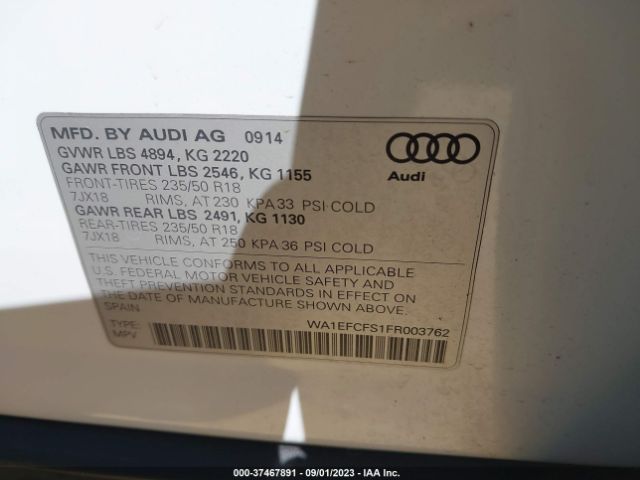 MFD. BY AUDI AG 0914
GVWR LBS 4894, KG 2220
GAWR FRONT LBS 2546, KG 1155
FRONT-TIRES 235/50 R18
7JX18 RIMS, AT 230 KPA 33 PSI COLD
GAWR REAR LBS 2491, KG 1130
REAR-TIRES 235/50 R18
7JX18 RIMS, AT 250 KPA 36 PSI COLD
THIS VEHICLE CONFORMS TO ALL APPLICABLE
U.S. FEDERAL MOTOR VEHICLE SAFETY AND
THEFT PREVENTION STANDARDS IN EFFECT ON
THE DATE OF MANUFACTURE SHOWN ABOVE.
SPAIN
TYPE: WA1EFCFS1FR003762
MPV
Audi
000-37467891 - 09/01/2023 - IAA Inc.